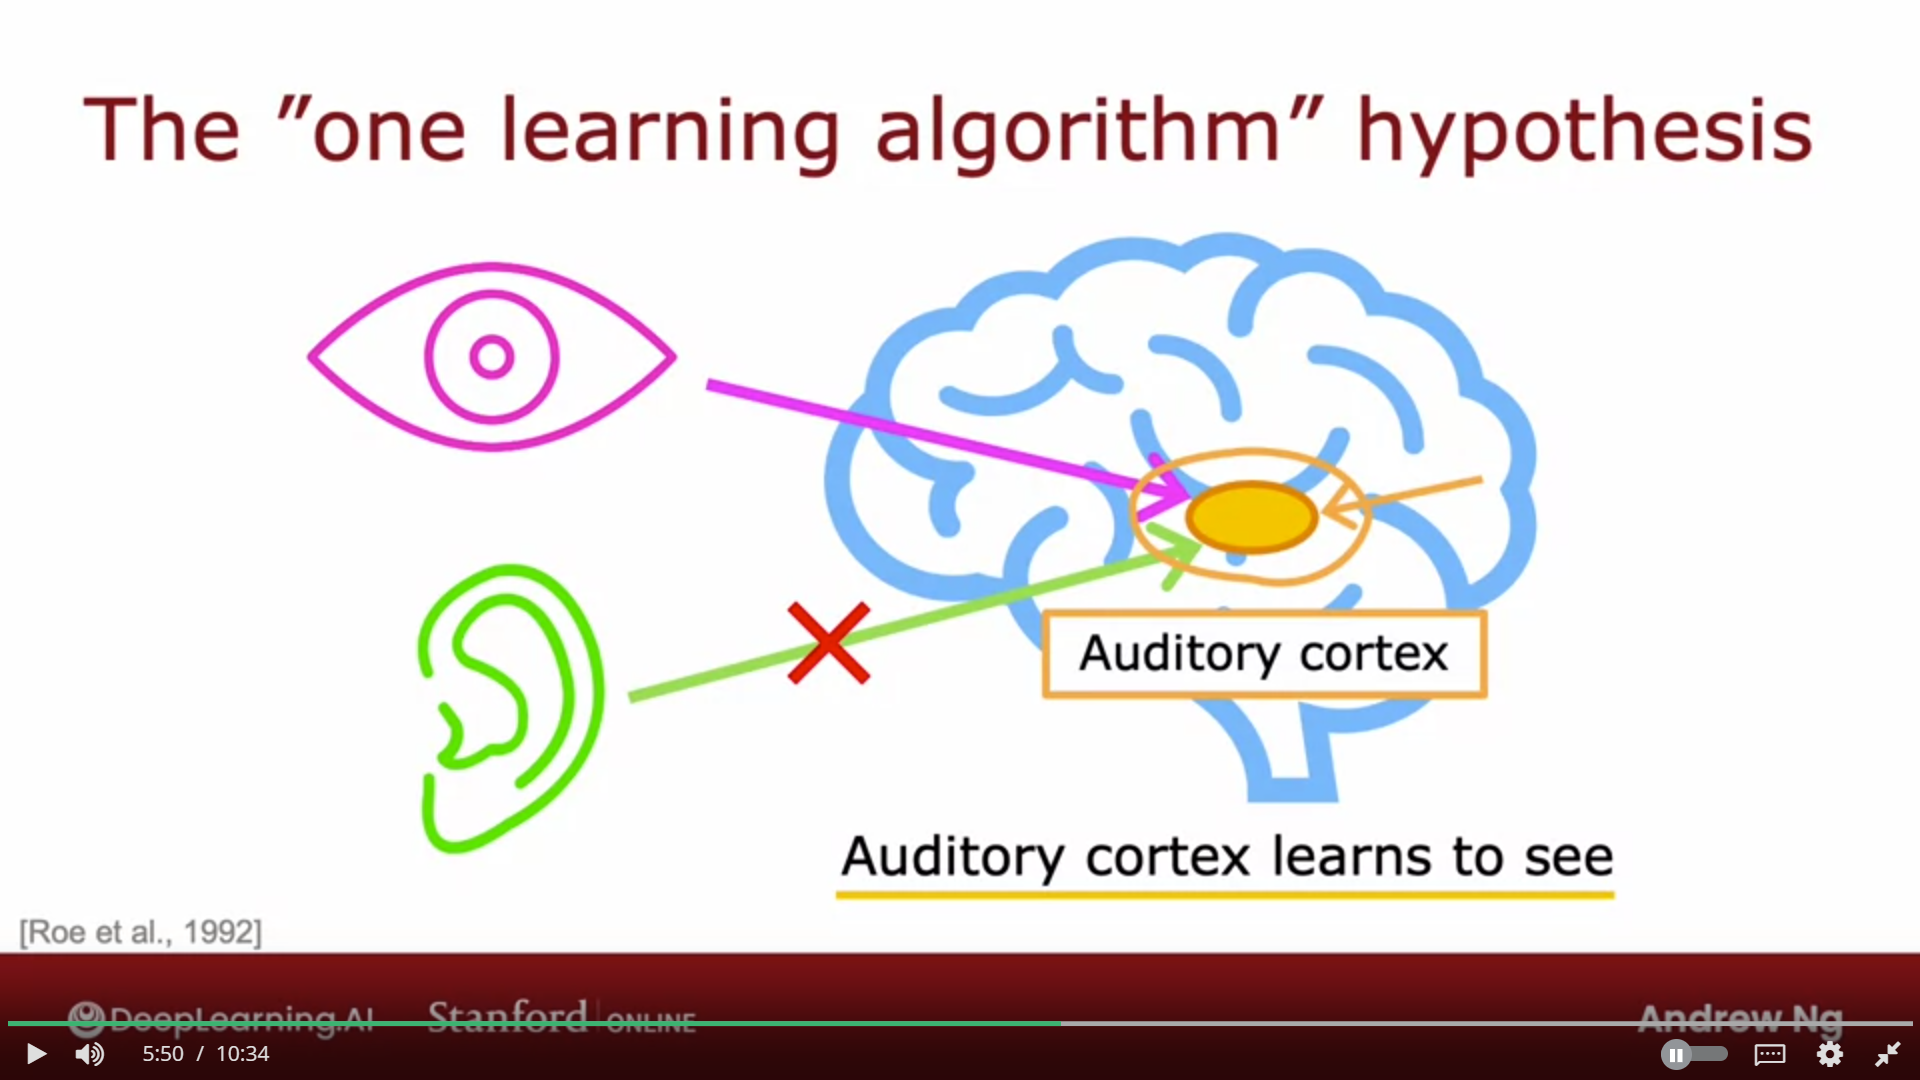 The ”one learning algorithm” hypothesis
Auditory cortex
Auditory cortex learns to see
[Roe et al., 1992]
DeepLearning.AI Stanford ONLINE Andrew Ng
5:50 / 10:34